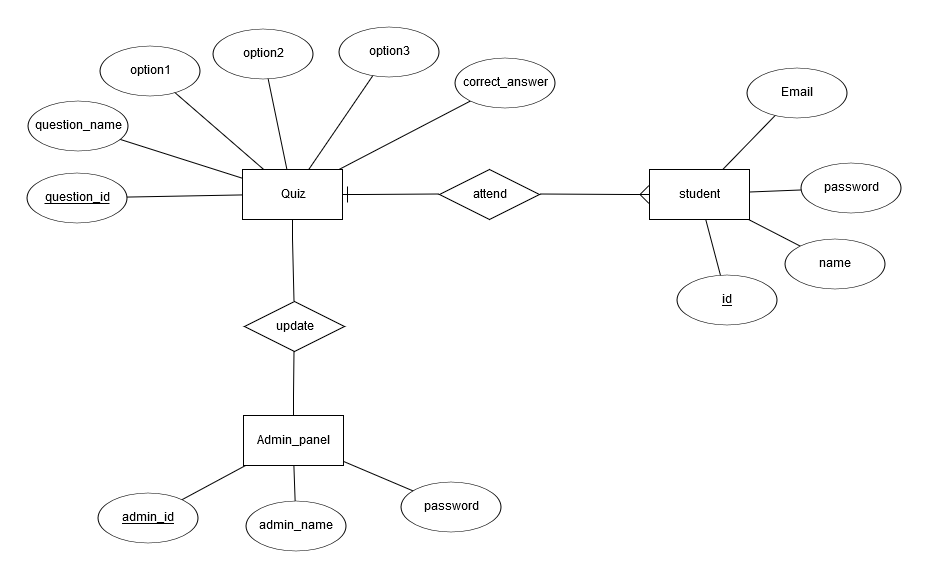 option1
option2
option3
correct_answer
Email
question_name
question_id
Quiz
attend
student
password
name
id
update
Admin_panel
admin_id
admin_name
password